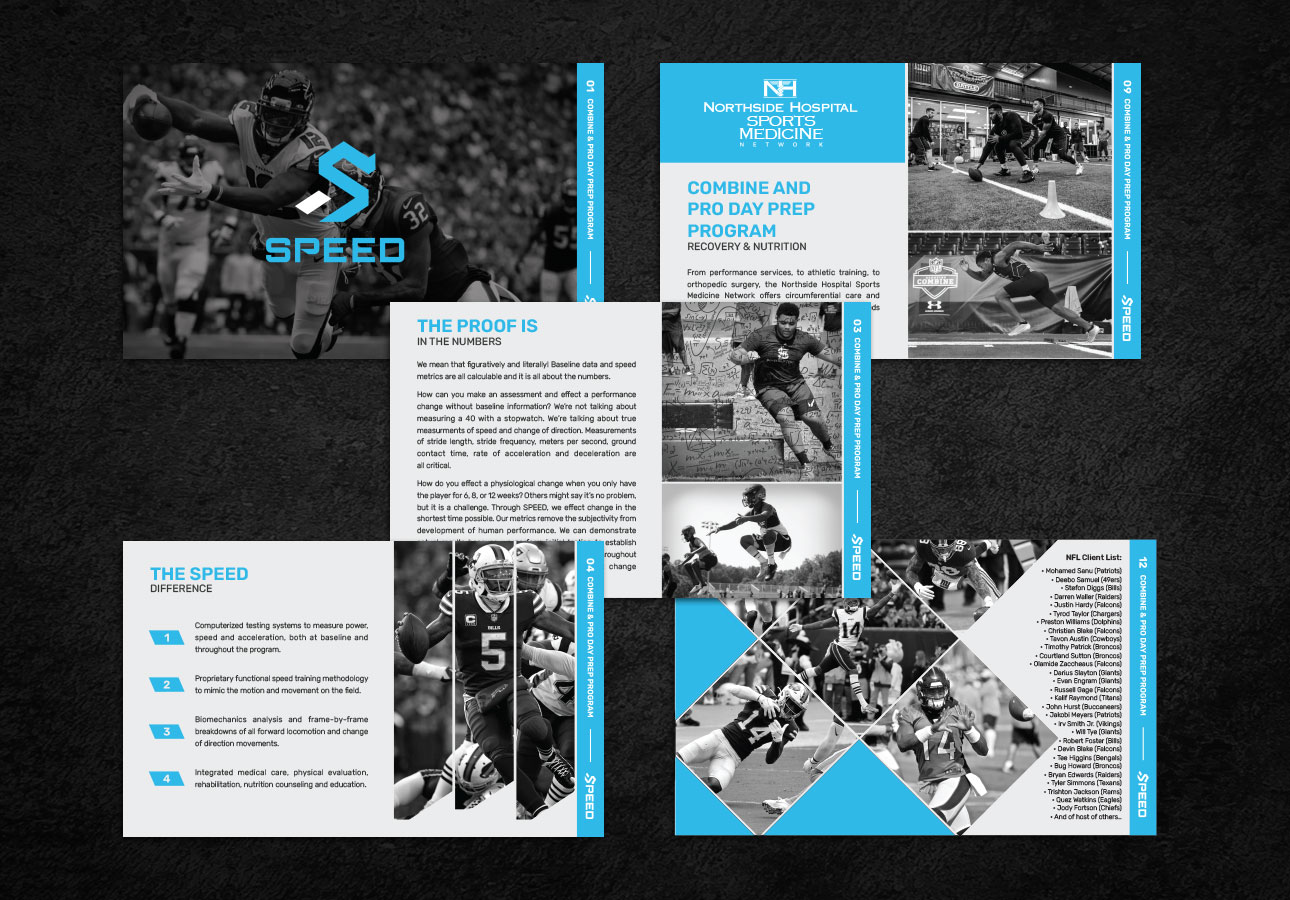 SPEED
01 COMBINE & PRO DAY PREP PROGRAM
32
NH
NORTHSIDE HOSPITAL
SPORTS
MEDICINE
NETWORK
COMBINE AND
PRO DAY PREP
PROGRAM
RECOVERY & NUTRITION
From performance services, to athletic training, to
orthopedic surgery, the Northside Hospital Sports
Medicine Network offers circumferential care and
COMBINE
09 COMBINE & PRO DAY PREP PROGRAM
SPEED
THE PROOF IS
IN THE NUMBERS
We mean that figuratively and literally! Baseline data and speed
metrics are all calculable and it is all about the numbers.
How can you make an assessment and effect a performance
change without baseline information? We're not talking about
measuring a 40 with a stopwatch. We're talking about true
measurments of speed and change of direction. Measurements
of stride length, stride frequency, meters per second, ground
contact time, rate of acceleration and deceleration are
all critical.
How do you effect a physiological change when you only have
the player for 6, 8, or 12 weeks? Others might say it's no problem,
but it is a challenge. Through SPEED, we effect change in the
shortest time possible. Our metrics remove the subjectivity from
development of human performance. We can demonstrate
establish
change
03 COMBINE & PRO DAY PREP PROGRAM
SPEED
THE SPEED
DIFFERENCE
1 Computerized testing systems to measure power,
speed and acceleration, both at baseline and
throughout the program.
2 Proprietary functional speed training methodology
to mimic the motion and movement on the field.
3 Biomechanics analysis and frame-by-frame
breakdowns of all forward locomotion and change
of direction movements.
4 Integrated medical care, physical evaluation,
rehabilitation, nutrition counseling and education.
BILLS
5
04 COMBINE & PRO DAY PREP PROGRAM
SPEED
14
14
14
NFL Client List:
• Mohamed Sanu (Patriots)
• Deebo Samuel (49ers)
• Stefon Diggs (Bills)
• Darren Waller (Raiders)
• Justin Hardy (Falcons)
• Tyrod Taylor (Chargers)
• Preston Williams (Dolphins)
• Christian Blake (Falcons)
• Tavon Austin (Cowboys)
• Timothy Patrick (Broncos)
• Courtland Sutton (Broncos)
• Olamide Zaccheaus (Falcons)
• Darius Slayton (Giants)
• Evan Engram (Giants)
• Russell Gage (Falcons)
• Kalif Raymond (Titans)
• John Hurst (Buccaneers)
• Jakobi Meyers (Patriots)
• Irv Smith Jr. (Vikings)
• Will Tye (Giants)
• Robert Foster (Bills)
• Devin Blake (Falcons)
• Tee Higgins (Bengals)
• Bug Howard (Broncos)
• Bryan Edwards (Raiders)
• Tyler Simmons (Texans)
• Trishton Jackson (Rams)
• Quez Watkins (Eagles)
• Jody Fortson (Chiefs)
• And of host of others...
12 COMBINE & PRO DAY PREP PROGRAM
SPEED